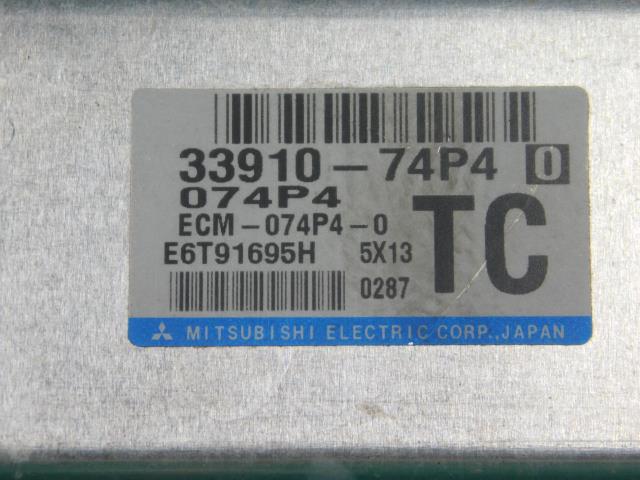 33910-74P4 0
074P4
ECM-074P4-0
TC
E6T91695H 5X13
0287
MITSUBISHI ELECTRIC CORP., JAPAN